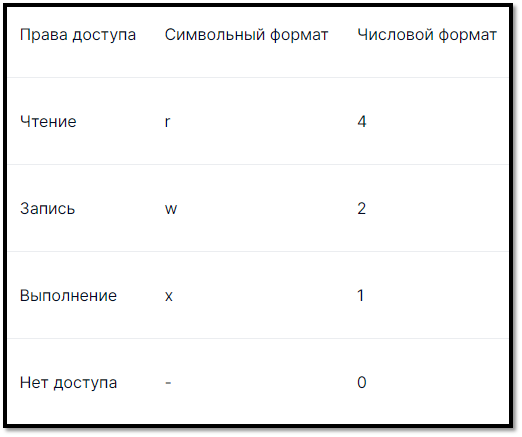 Права доступа Символьный формат Числовой формат
Чтение r 4
Запись w 2
Выполнение x 1
Нет доступа - 0